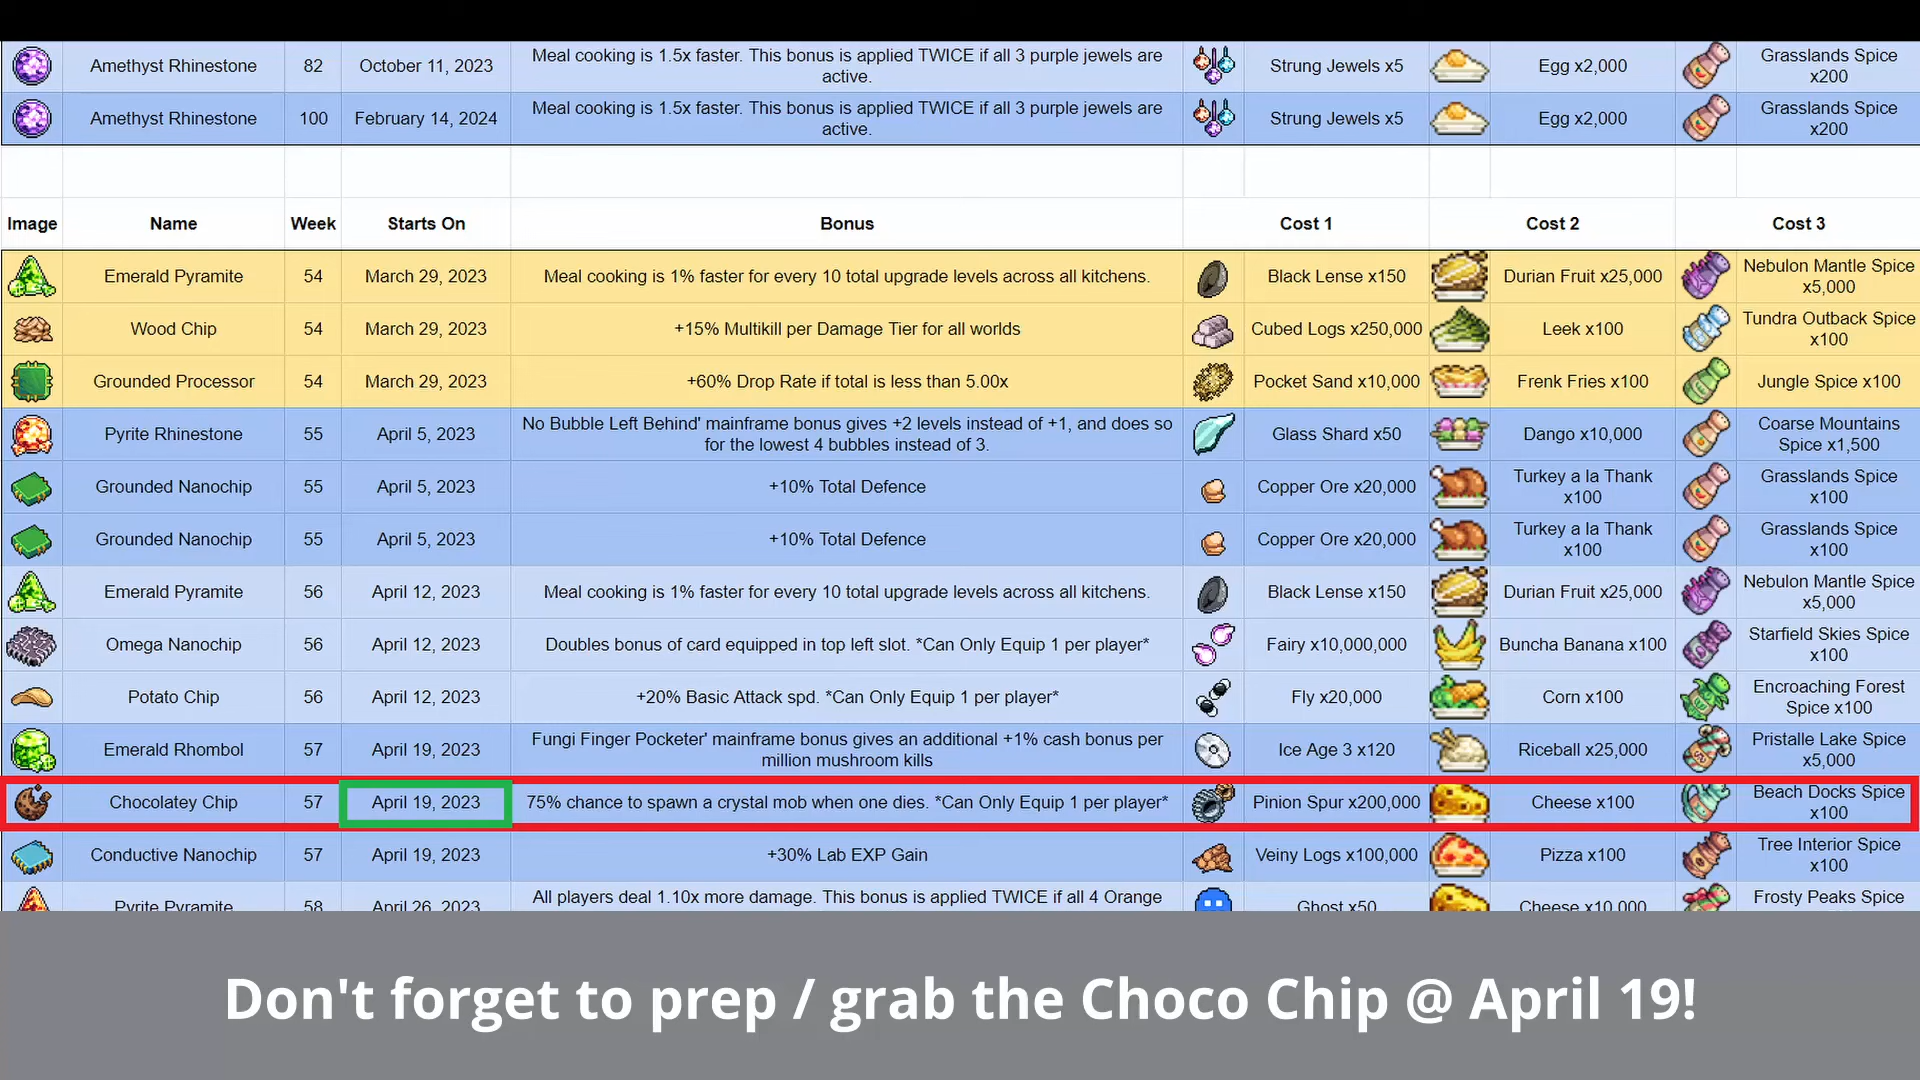 Amethyst Rhinestone 82 October 11, 2023 Meal cooking is 1.5x faster. This bonus is applied TWICE if all 3 purple jewels are active. Strung Jewels x5 Egg x2,000 Grasslands Spice x200
Amethyst Rhinestone 100 February 14, 2024 Meal cooking is 1.5x faster. This bonus is applied TWICE if all 3 purple jewels are active. Strung Jewels x5 Egg x2,000 Grasslands Spice x200
Image Name Week Starts On Bonus Cost 1 Cost 2 Cost 3
Emerald Pyramite 54 March 29, 2023 Meal cooking is 1% faster for every 10 total upgrade levels across all kitchens. Black Lense x150 Durian Fruit x25,000 Nebulon Mantle Spice x5,000
Wood Chip 54 March 29, 2023 +15% Multikill per Damage Tier for all worlds Cubed Logs x250,000 Leek x100 Tundra Outback Spice x100
Grounded Processor 54 March 29, 2023 +60% Drop Rate if total is less than 5.00x Pocket Sand x10,000 Frenk Fries x100 Jungle Spice x100
Pyrite Rhinestone 55 April 5, 2023 No Bubble Left Behind' mainframe bonus gives +2 levels instead of +1, and does so for the lowest 4 bubbles instead of 3. Glass Shard x50 Dango x10,000 Coarse Mountains Spice x1,500
Grounded Nanochip 55 April 5, 2023 +10% Total Defence Copper Ore x20,000 Turkey a la Thank x100 Grasslands Spice x100
Grounded Nanochip 55 April 5, 2023 +10% Total Defence Copper Ore x20,000 Turkey a la Thank x100 Grasslands Spice x100
Emerald Pyramite 56 April 12, 2023 Meal cooking is 1% faster for every 10 total upgrade levels across all kitchens. Black Lense x150 Durian Fruit x25,000 Nebulon Mantle Spice x5,000
Omega Nanochip 56 April 12, 2023 Doubles bonus of card equipped in top left slot. *Can Only Equip 1 per player* Fairy x10,000,000 Buncha Banana x100 Starfield Skies Spice x100
Potato Chip 56 April 12, 2023 +20% Basic Attack spd. *Can Only Equip 1 per player* Fly x20,000 Corn x100 Encroaching Forest Spice x100
Emerald Rhombol 57 April 19, 2023 Fungi Finger Pocketer' mainframe bonus gives an additional +1% cash bonus per million mushroom kills Ice Age 3 x120 Riceball x25,000 Pristalle Lake Spice x5,000
Chocolatey Chip 57 April 19, 2023 75% chance to spawn a crystal mob when one dies. *Can Only Equip 1 per player* Pinion Spur x200,000 Cheese x100 Beach Docks Spice x100
Conductive Nanochip 57 April 19, 2023 +30% Lab EXP Gain Veiny Logs x100,000 Pizza x100 Tree Interior Spice x100
Pyrite Pyramite 58 April 26, 2023 All players deal 1.10x more damage. This bonus is applied TWICE if all 4 Orange Ghost x50 Cheese x10,000 Frosty Peaks Spice
Don't forget to prep / grab the Choco Chip @ April 19!